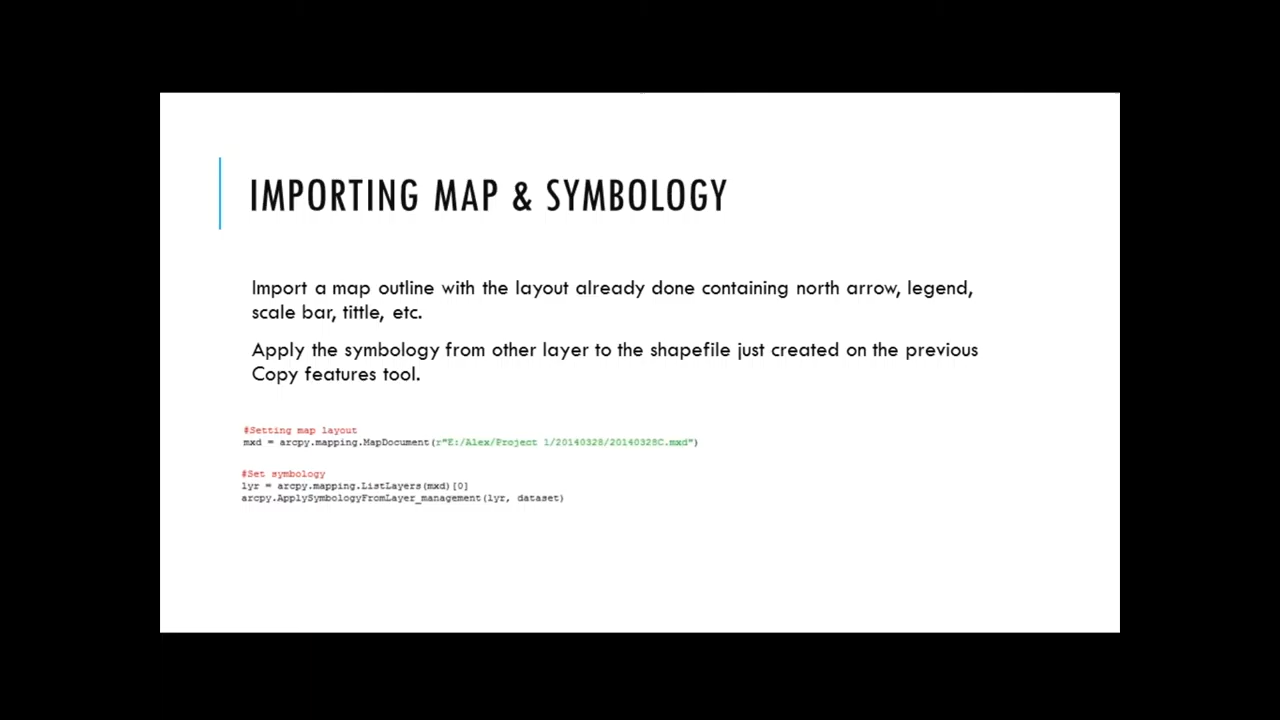 IMPORTING MAP & SYMBOLOGY
Import a map outline with the layout already done containing north arrow, legend,
scale bar, tittle, etc.
Apply the symbology from other layer to the shapefile just created on the previous
Copy features tool.
#Setting map layout
mxd = arcpy.mapping.MapDocument(r"E:/Alex/Project 1/20140328/20140328C.mxd")
#Set symbology
lyr = arcpy.mapping.ListLayers(mxd)[0]
arcpy.ApplySymbologyFromLayer_management(lyr, dataset)